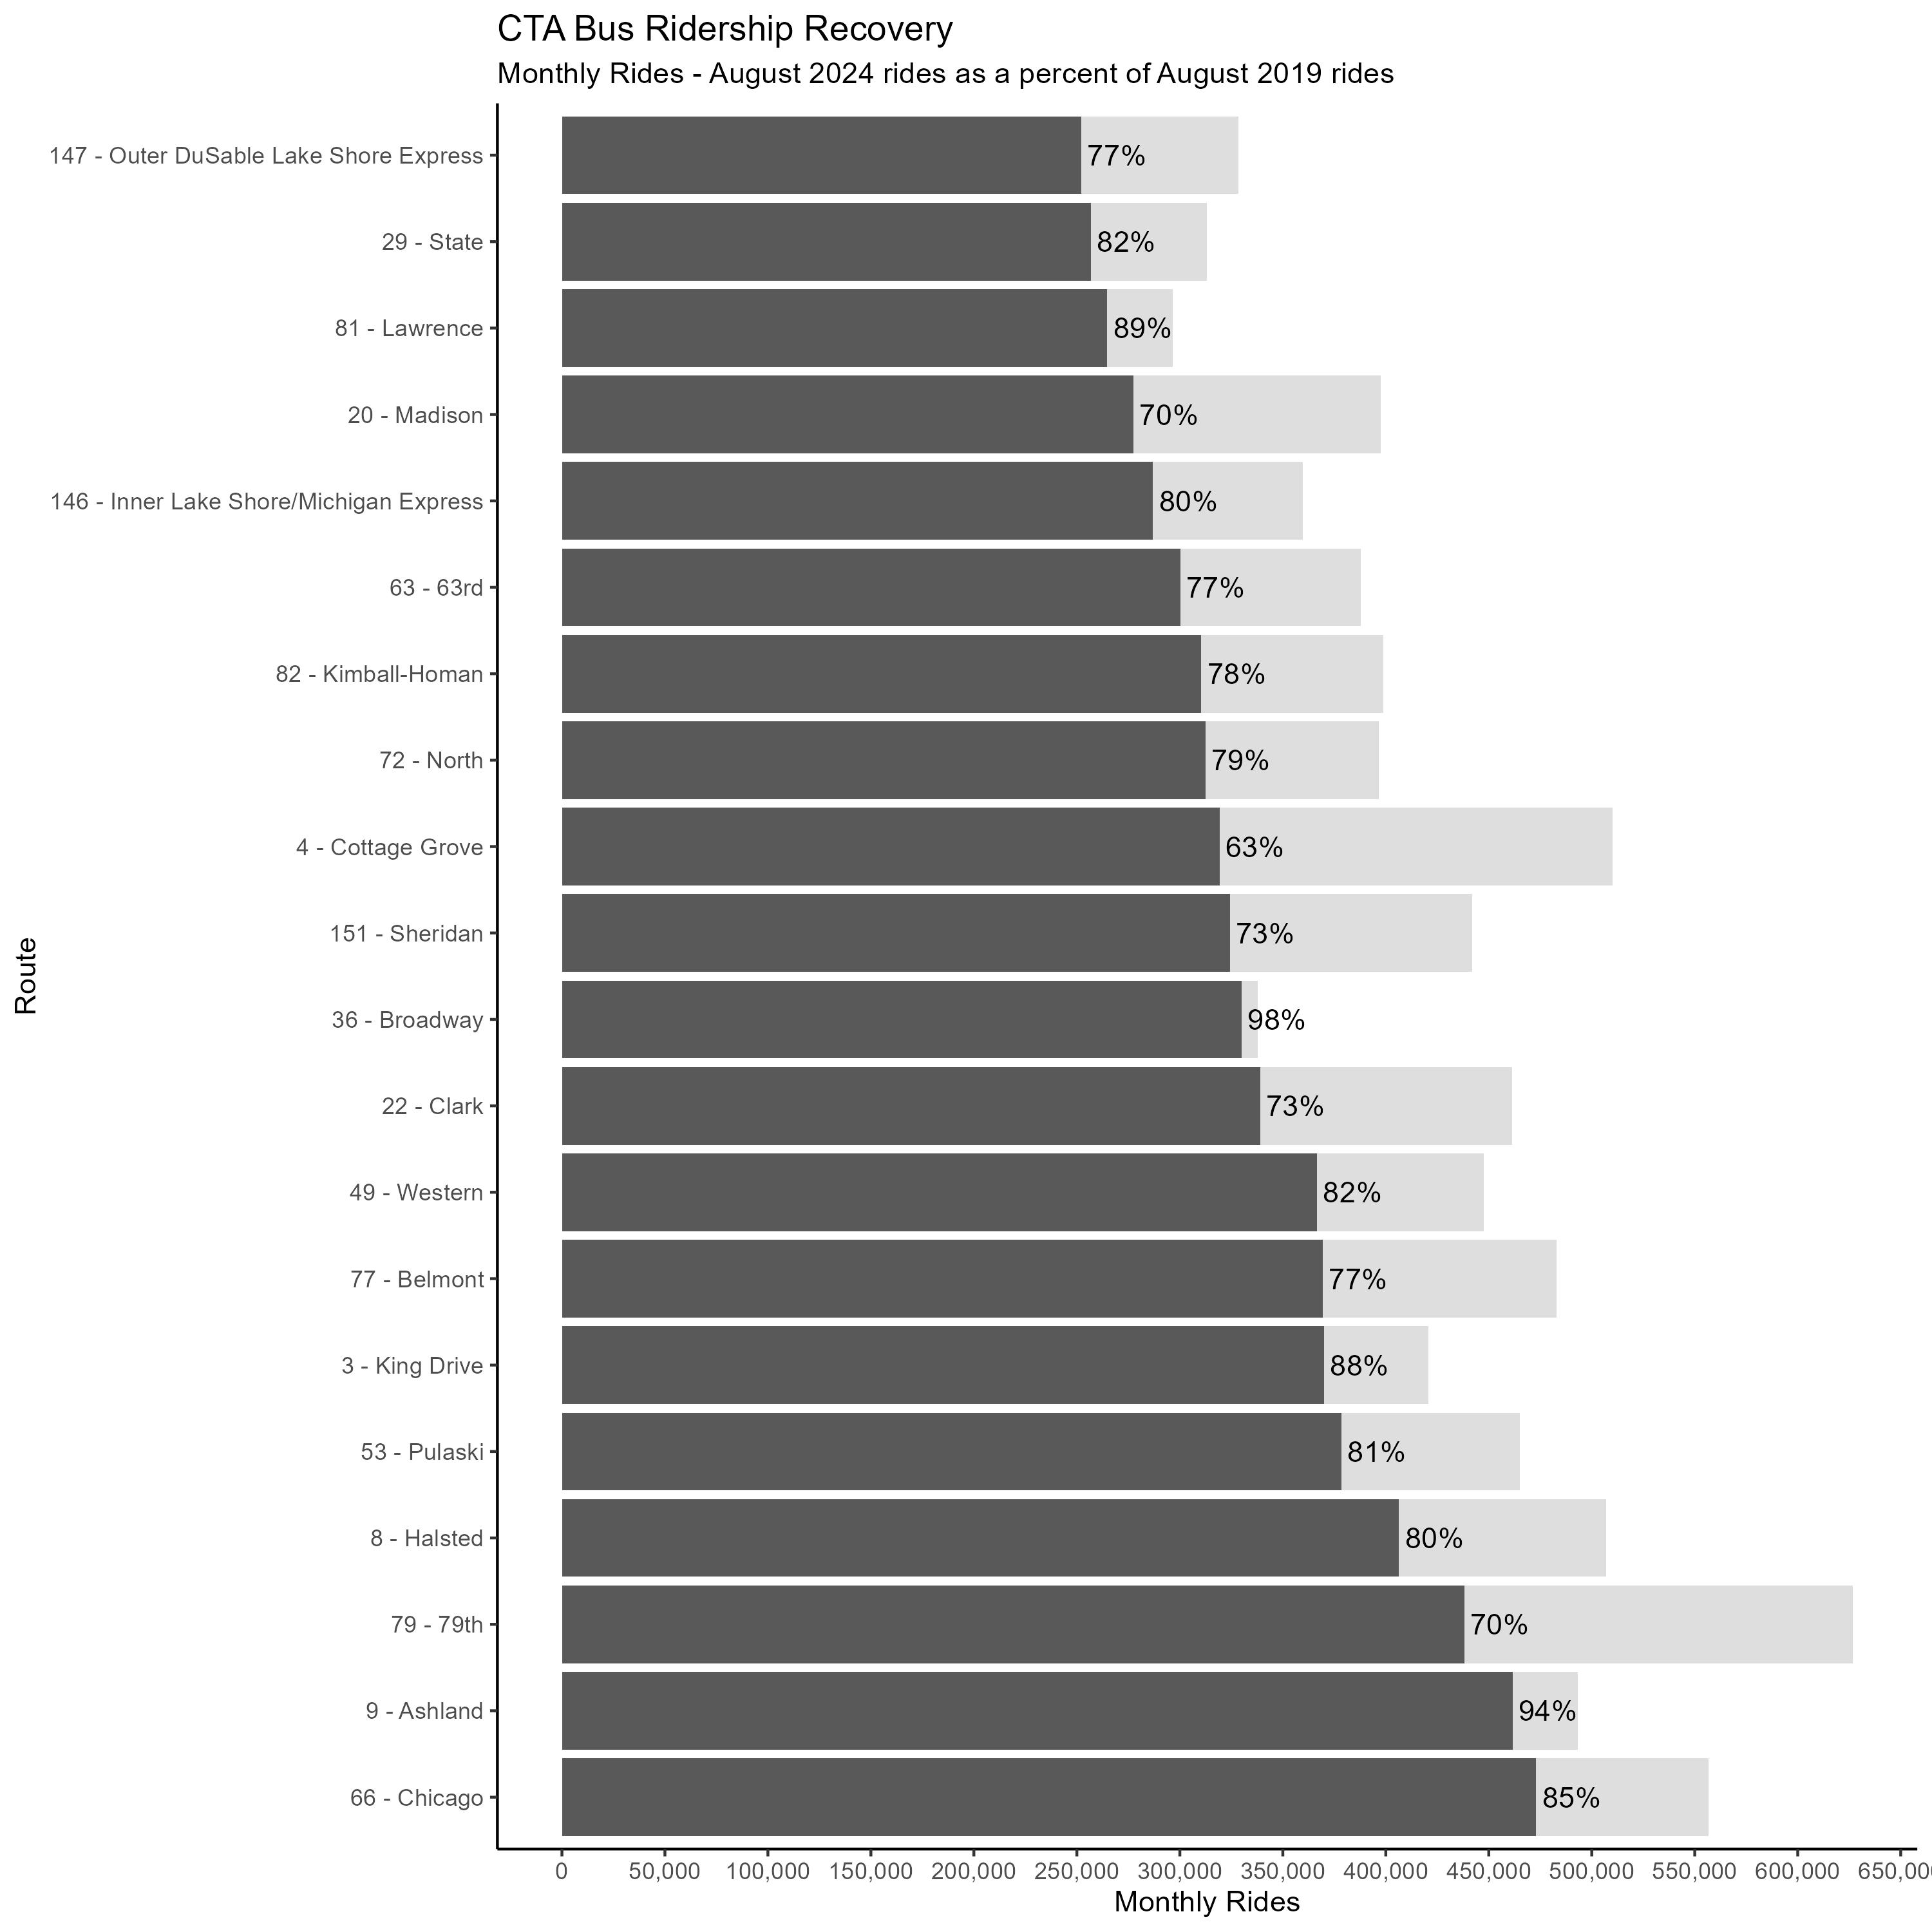 CTA Bus Ridership Recovery
Monthly Rides - August 2024 rides as a percent of August 2019 rides
147 - Outer DuSable Lake Shore Express 77%
29 - State 82%
81 - Lawrence 89%
20 - Madison 70%
146 - Inner Lake Shore/Michigan Express 80%
63 - 63rd 77%
82 - Kimball-Homan 78%
72 - North 79%
4 - Cottage Grove 63%
151 - Sheridan 73%
36 - Broadway 98%
22 - Clark 73%
49 - Western 82%
77 - Belmont 77%
3 - King Drive 88%
53 - Pulaski 81%
8 - Halsted 80%
79 - 79th 70%
9 - Ashland 94%
66 - Chicago 85%
Route
0 50,000 100,000 150,000 200,000 250,000 300,000 350,000 400,000 450,000 500,000 550,000 600,000
Monthly Rides